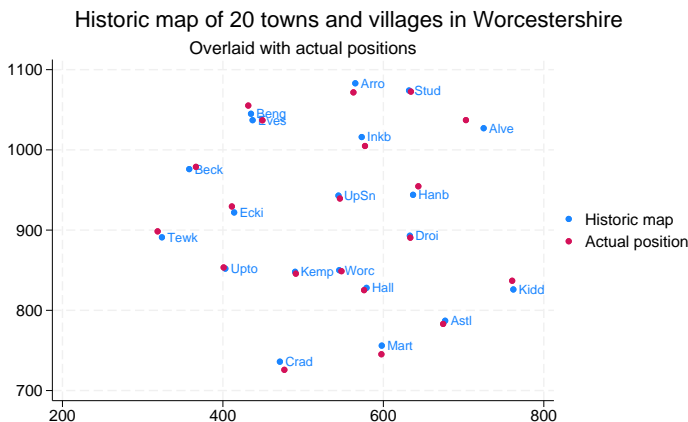 Historic map of 20 towns and villages in Worcestershire
Overlaid with actual positions
1100
Arro
Stud
Beng
Eves
Alve
Inkb
1000
Beck
UpSn
Hanb
Ecki
900
Tewk
Droi
Upto
Kemp
Worc
Hall
Kidd
Historic map
Actual position
800
Astl
Mart
Crad
700
200
400
600
800